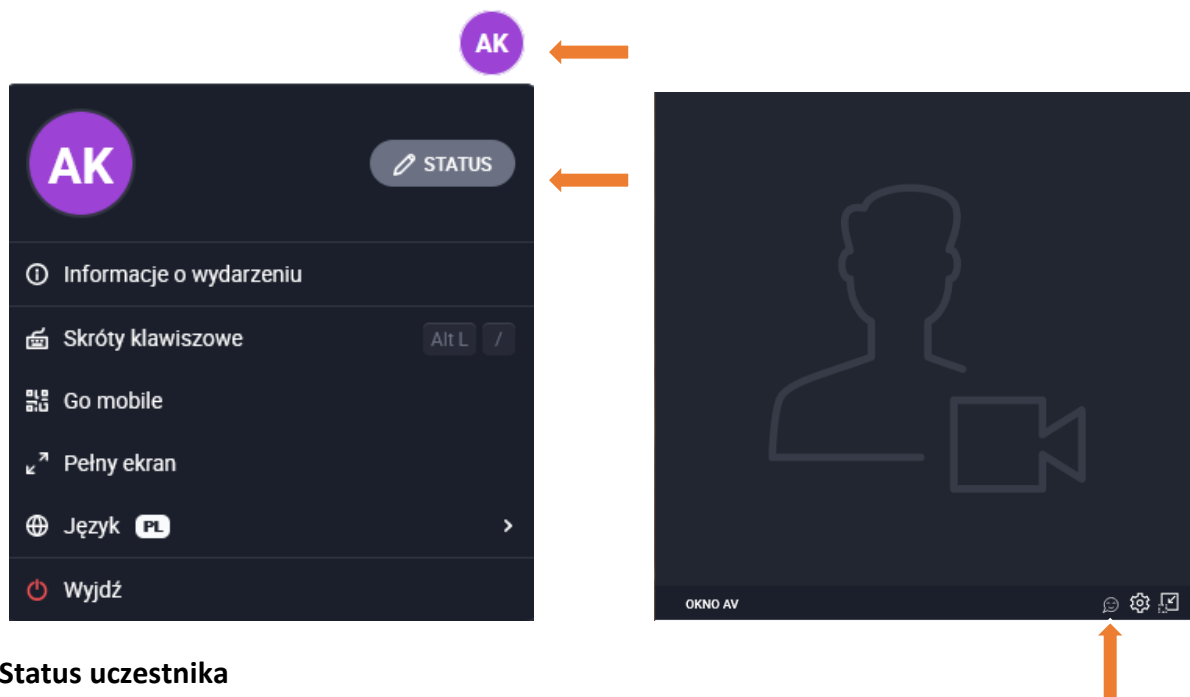 AK
AK
STATUS
Informacje o wydarzeniu
Skróty klawiszowe Alt L /
Go mobile
Pełny ekran
Język PL
Wyjdź
OKNO AV
Status uczestnika